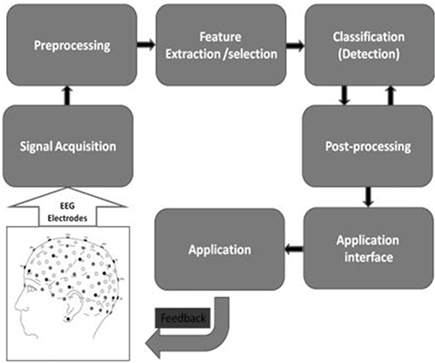 Preprocessing
Feature
Extraction /selection
Classification
(Detection)
Signal Acquisition
Post-processing
EEG
Electrodes
Application
Application
interface
Feedback